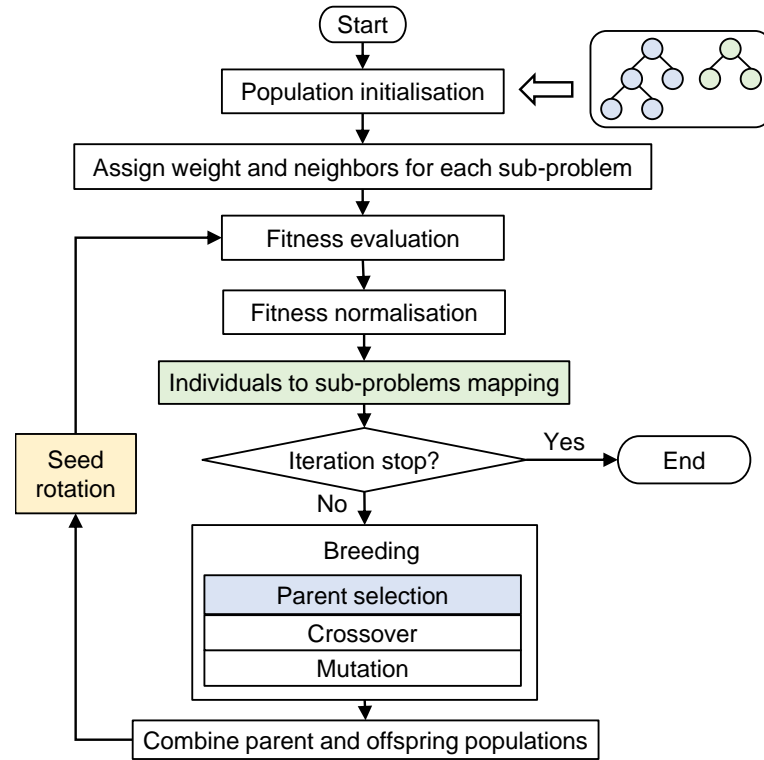 Start
Population initialisation
Assign weight and neighbors for each sub-problem
Fitness evaluation
Fitness normalisation
Individuals to sub-problems mapping
Iteration stop?
Yes
End
No
Seed
rotation
Breeding
Parent selection
Crossover
Mutation
Combine parent and offspring populations